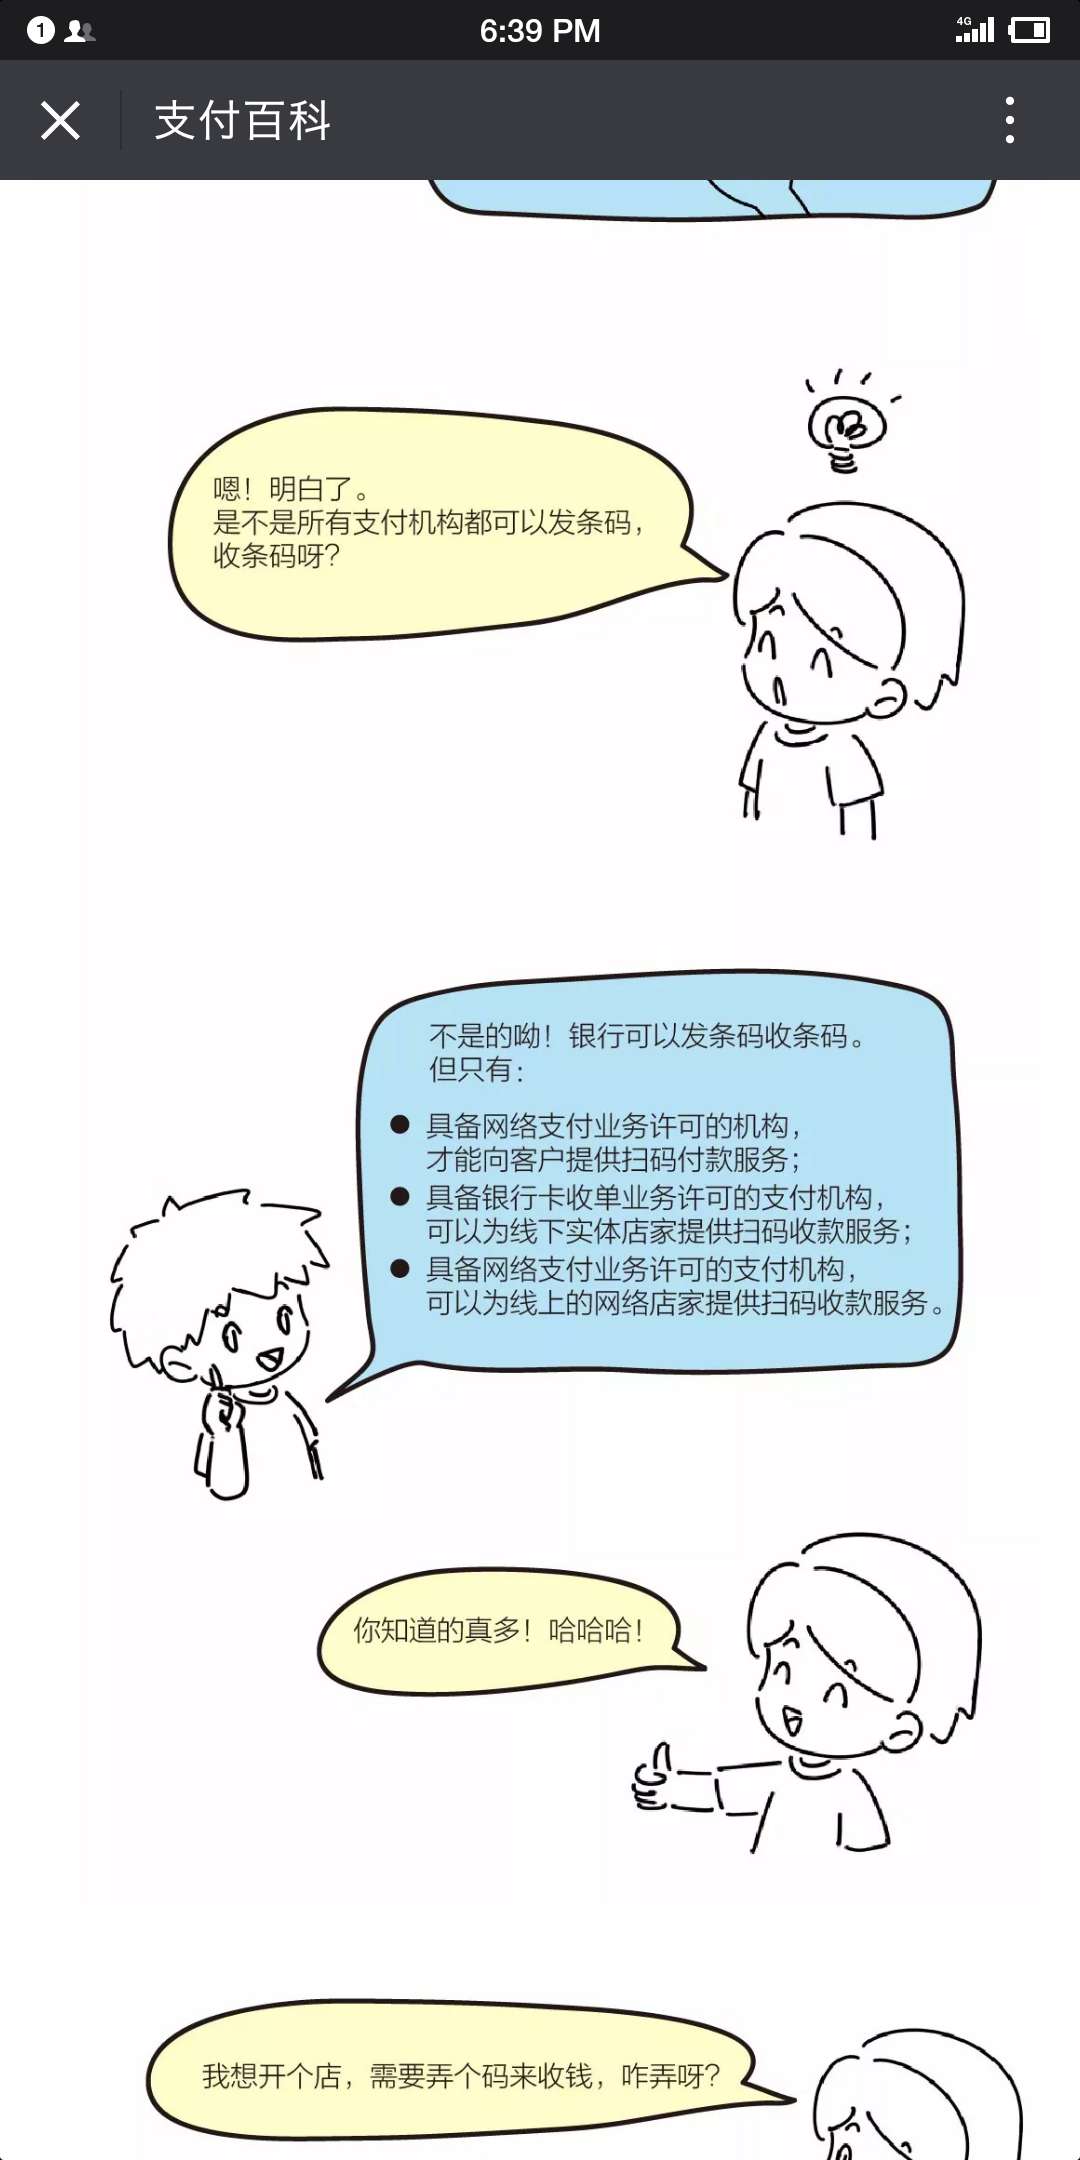 1
6:39 PM
4G
支付百科
嗯！明白了。
是不是所有支付机构都可以发条码，
收条码呀？
不是的呦！银行可以发条码收条码。
但只有：
● 具备网络支付业务许可的机构，
才能向客户提供扫码付款服务；
● 具备银行卡收单业务许可的支付机构，
可以为线下实体店家提供扫码收款服务；
● 具备网络支付业务许可的支付机构，
可以为线上的网络店家提供扫码收款服务。
你知道的真多！哈哈哈！
我想开个店，需要弄个码来收钱，咋弄呀？